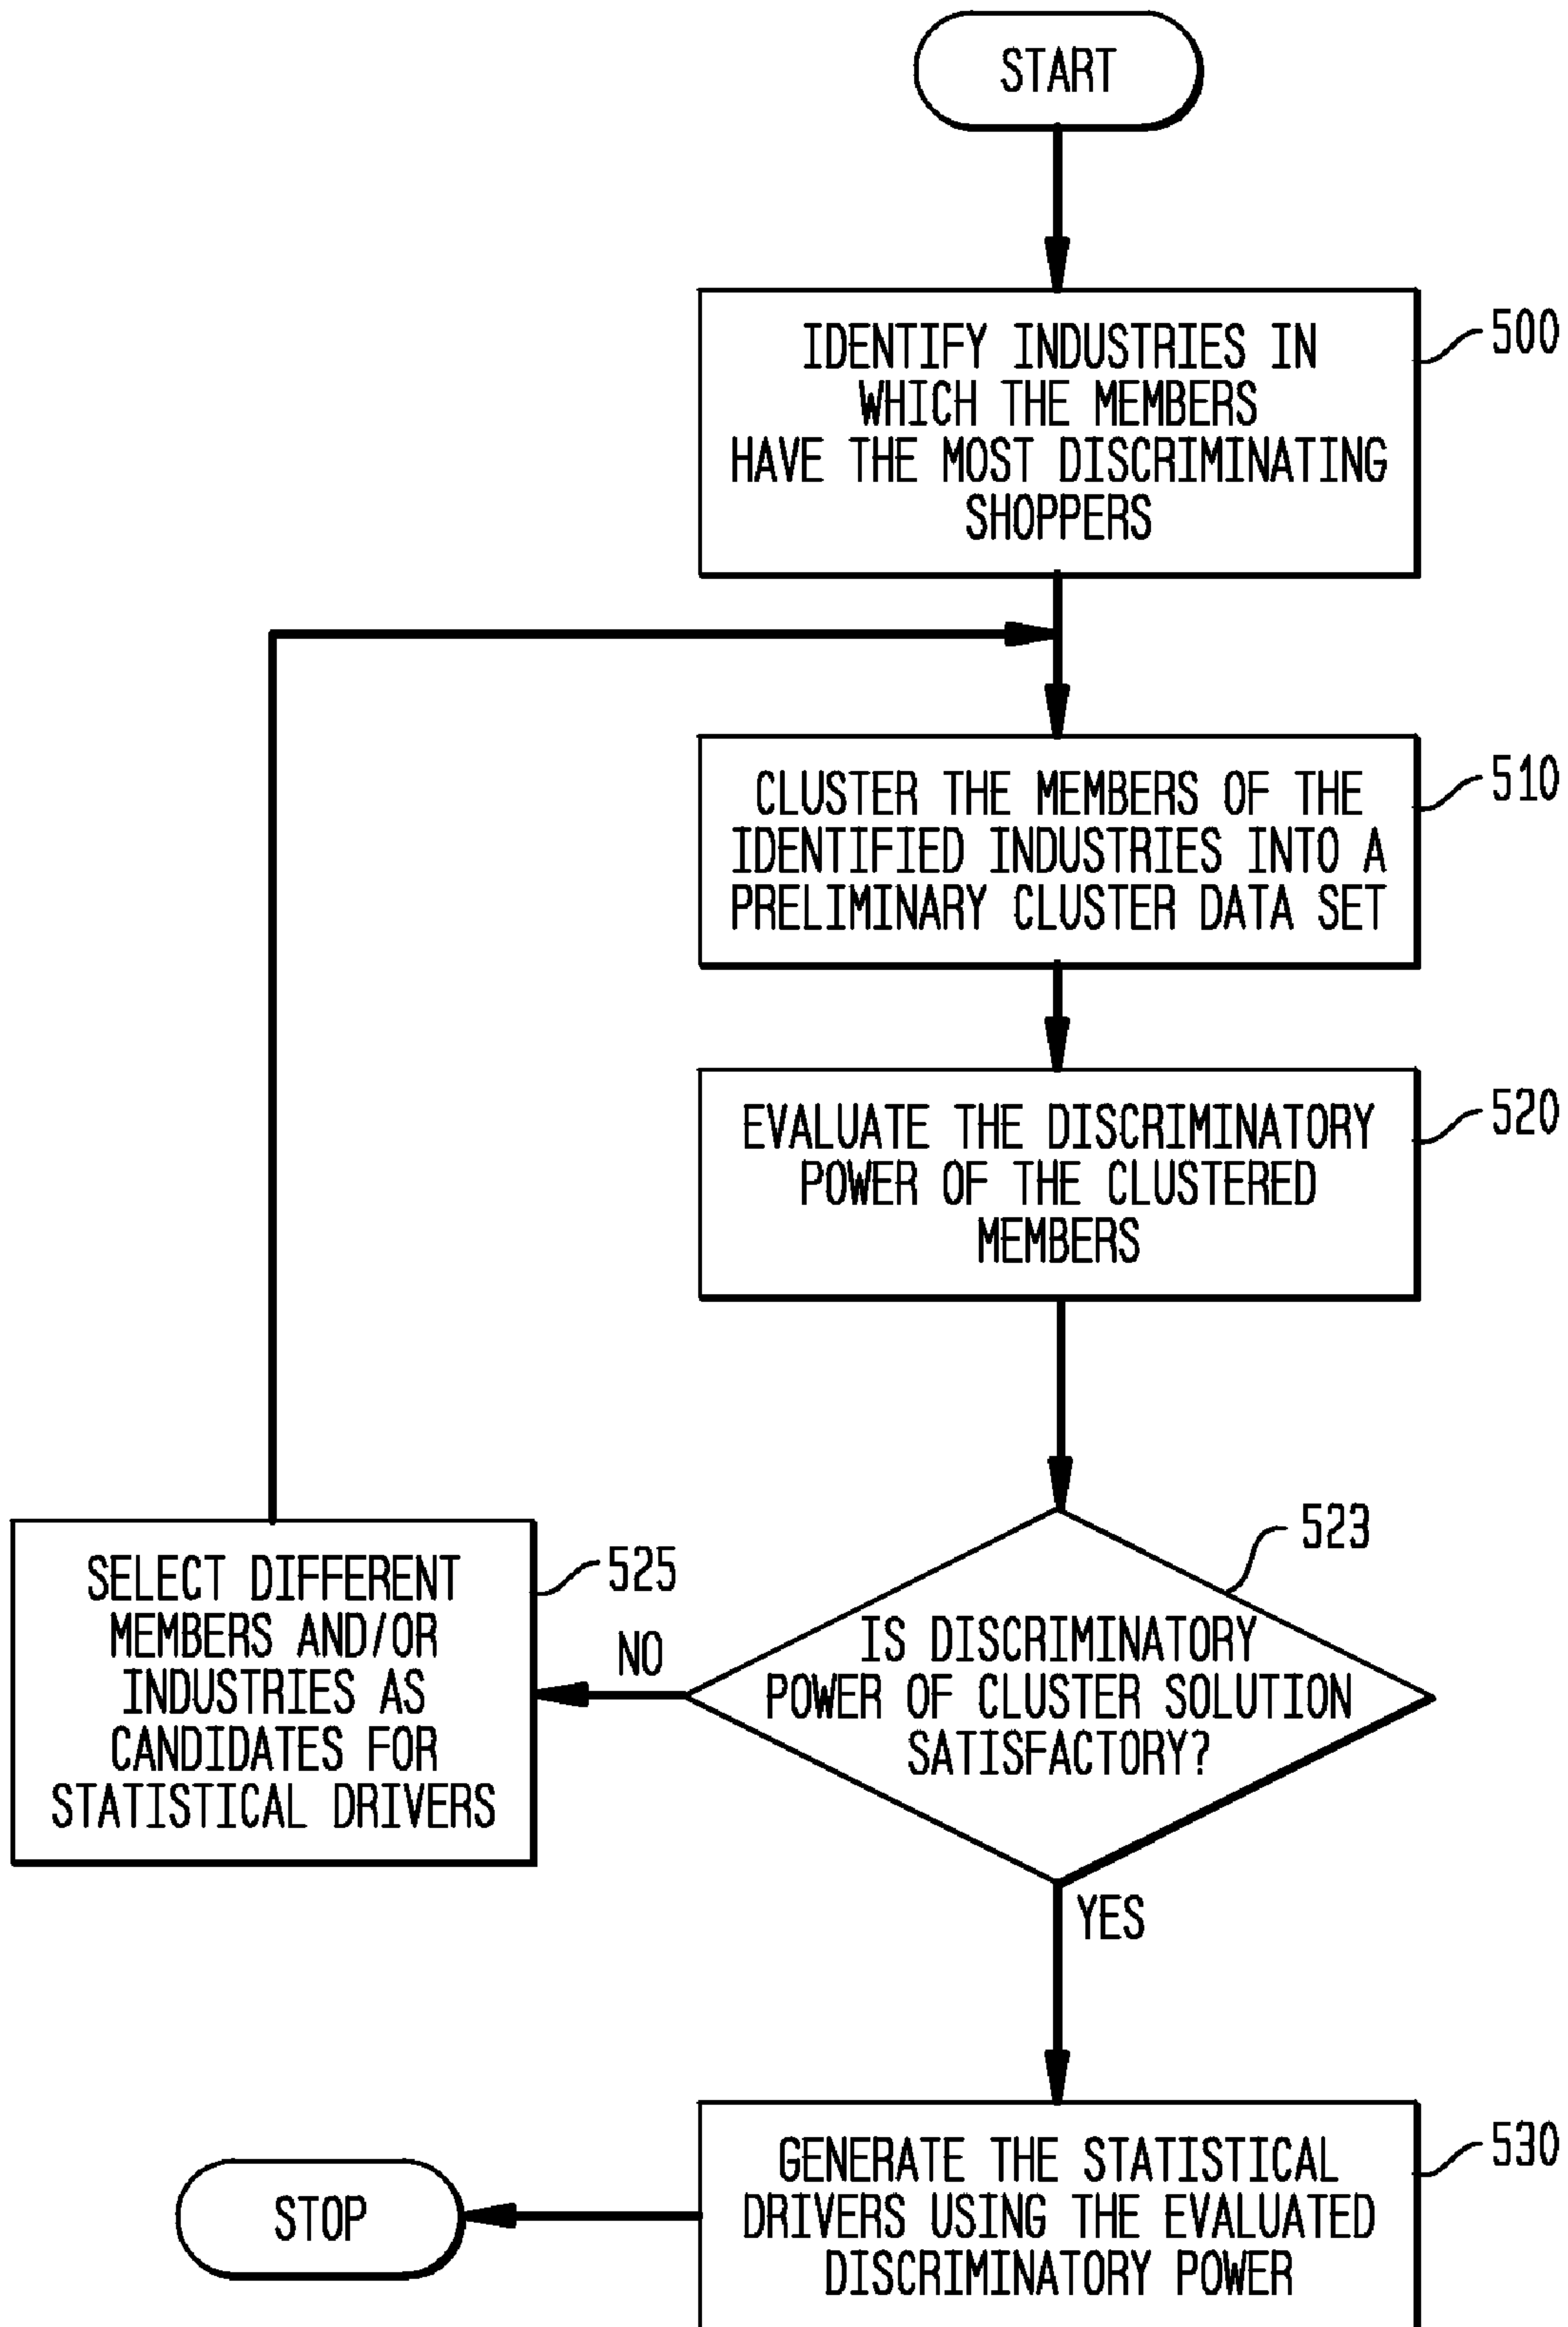 START
IDENTIFY INDUSTRIES IN
WHICH THE MEMBERS
HAVE THE MOST DISCRIMINATING
SHOPPERS
500
CLUSTER THE MEMBERS OF THE
IDENTIFIED INDUSTRIES INTO A
PRELIMINARY CLUSTER DATA SET
510
EVALUATE THE DISCRIMINATORY
POWER OF THE CLUSTERED
MEMBERS
520
IS DISCRIMINATORY
POWER OF CLUSTER SOLUTION
SATISFACTORY?
523
NO
SELECT DIFFERENT
MEMBERS AND/OR
INDUSTRIES AS
CANDIDATES FOR
STATISTICAL DRIVERS
525
YES
GENERATE THE STATISTICAL
DRIVERS USING THE EVALUATED
DISCRIMINATORY POWER
530
STOP